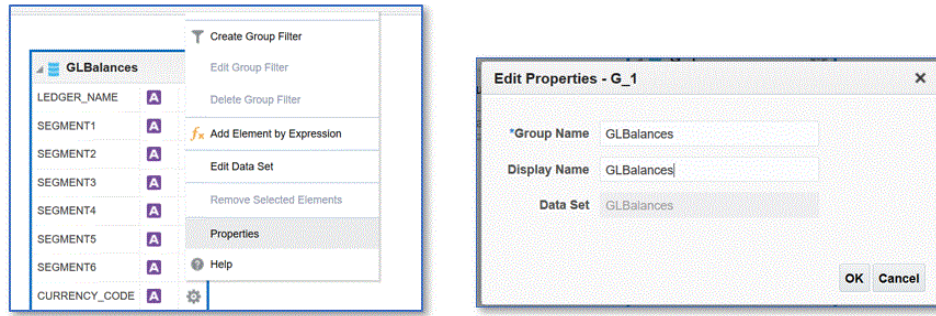 GLBalances
LEDGER_NAME A
SEGMENT1 A
SEGMENT2 A
SEGMENT3 A
SEGMENT4 A
SEGMENT5 A
SEGMENT6 A
CURRENCY_CODE A
Create Group Filter
Edit Group Filter
Delete Group Filter
fx Add Element by Expression
Edit Data Set
Remove Selected Elements
Properties
? Help
Edit Properties - G_1
*Group Name GLBalances
Display Name GLBalances
Data Set GLBalances
OK Cancel